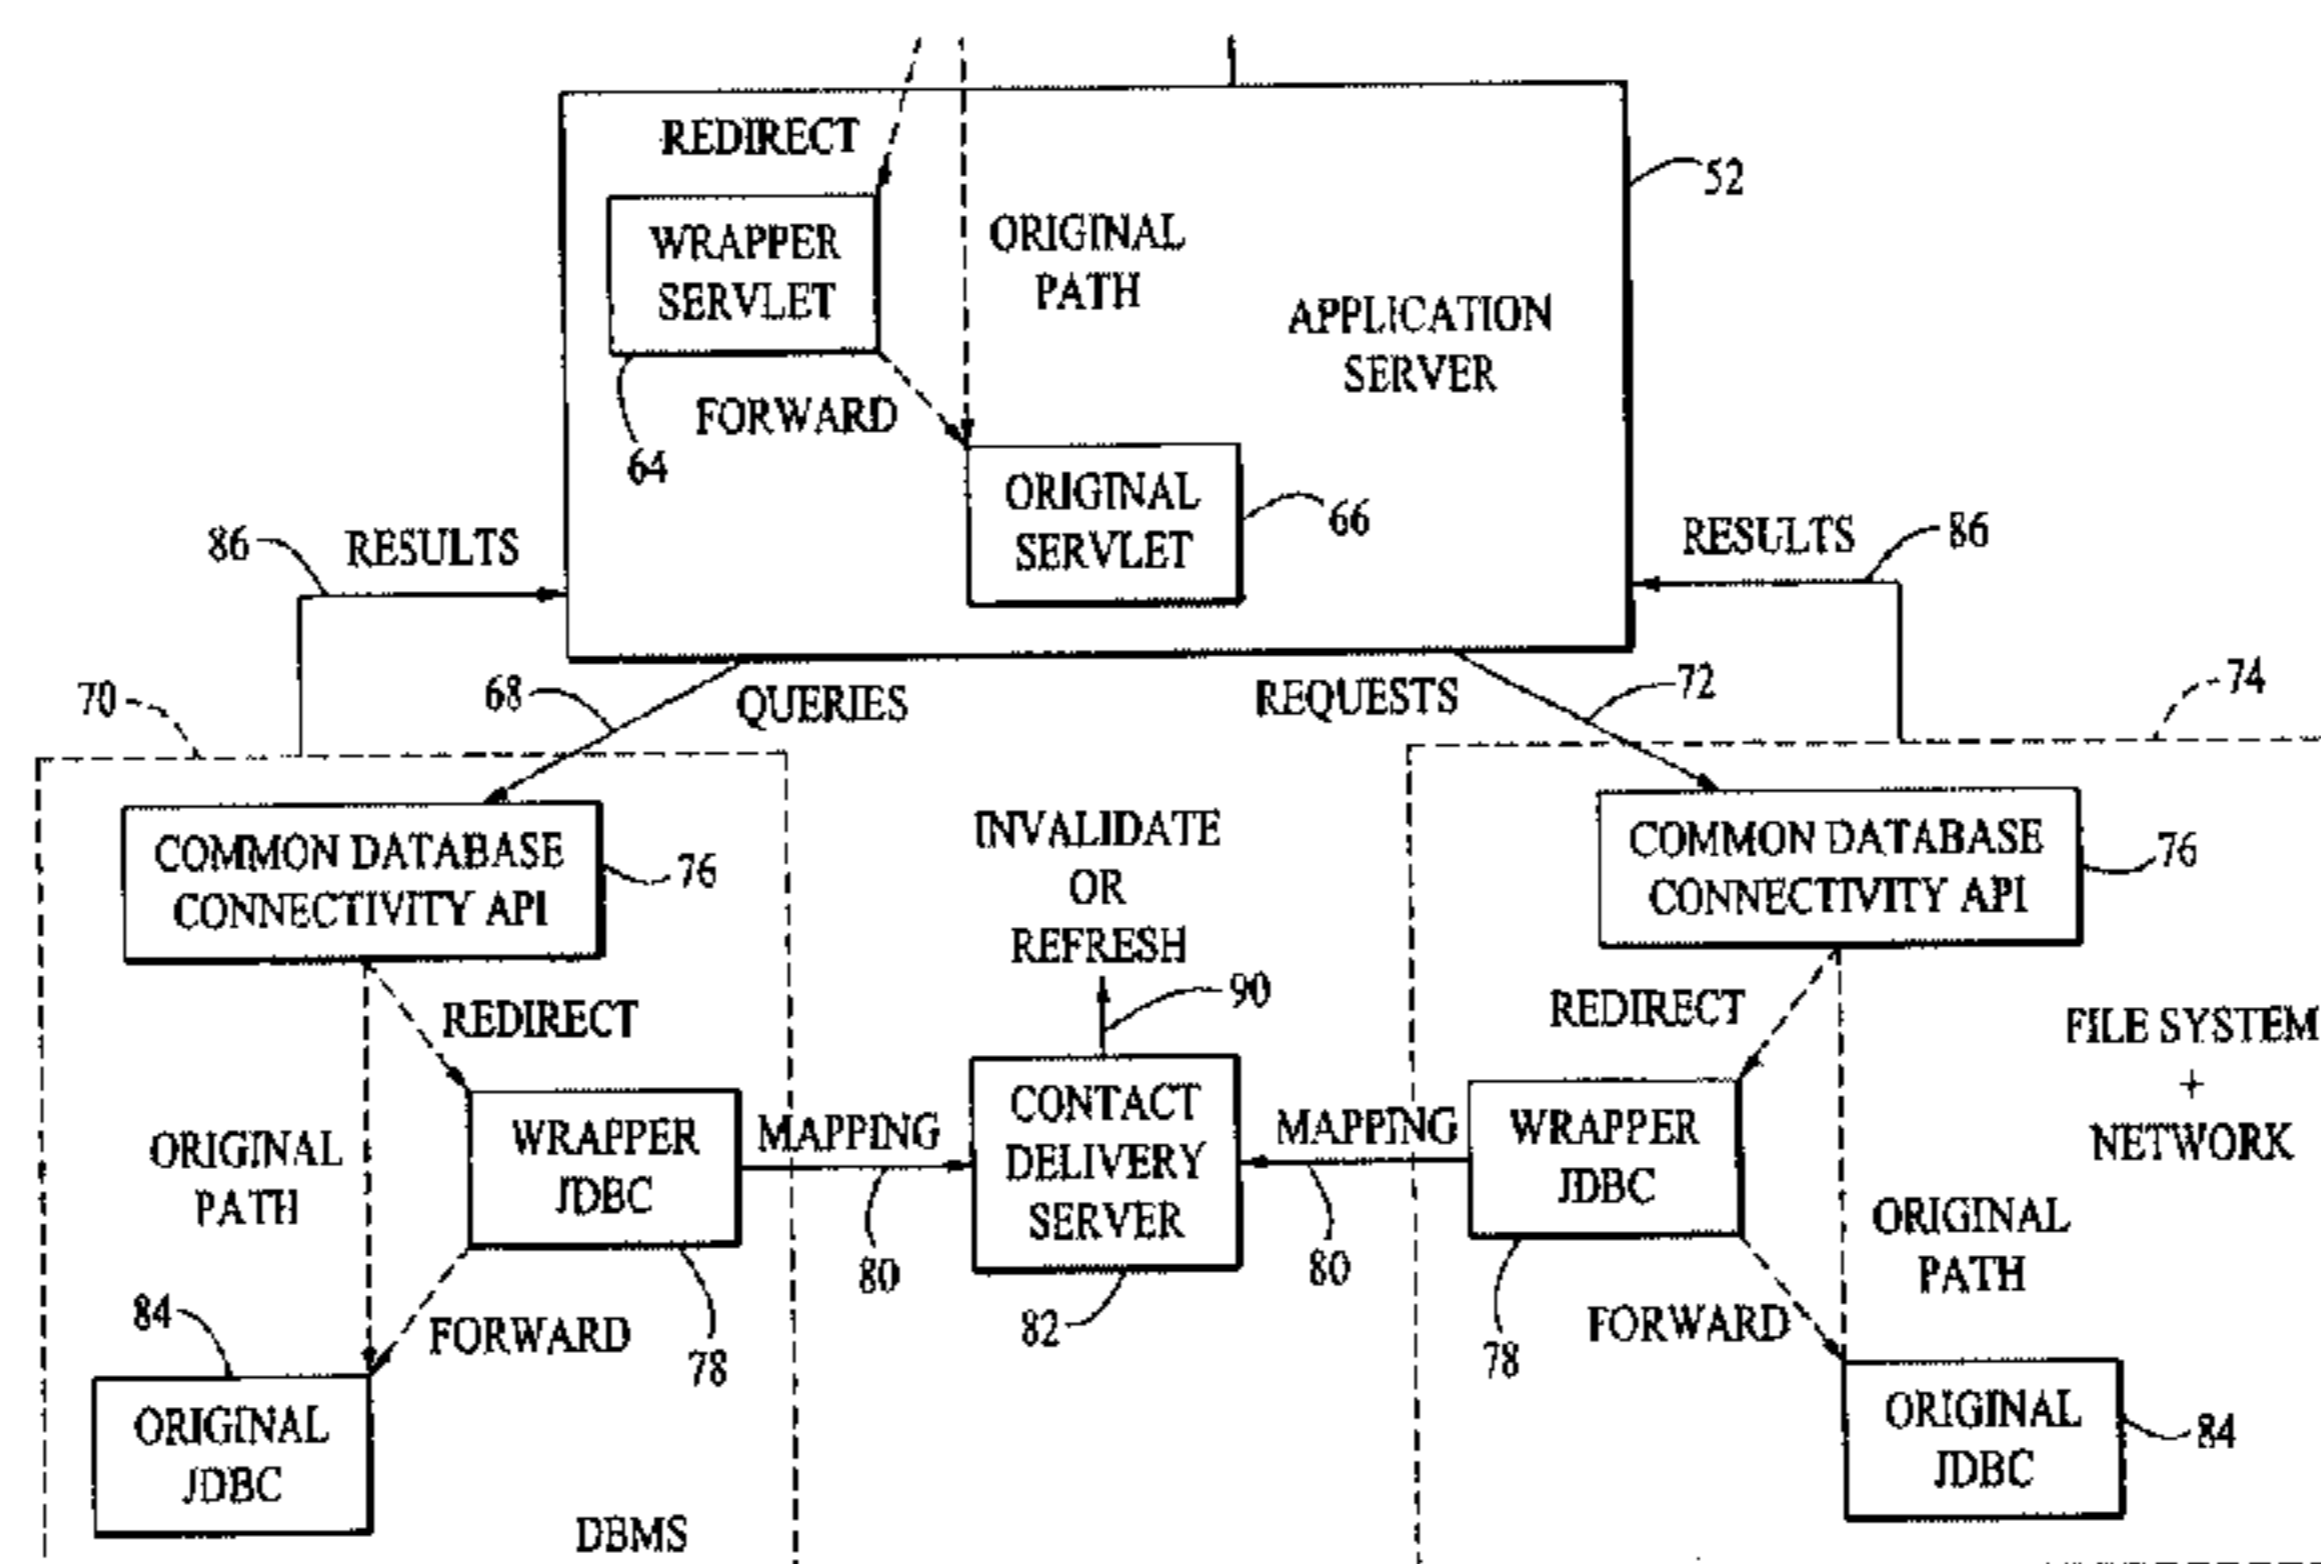 REDIRECT
52
WRAPPER
SERVLET
ORIGINAL
PATH
APPLICATION
SERVER
FORWARD
64
ORIGINAL
SERVLET
66
86
RESULTS
RESULTS
86
70
68
QUERIES
REQUESTS
72
74
COMMON DATABASE
CONNECTIVITY API
76
INVALIDATE
OR
REFRESH
90
COMMON DATABASE
CONNECTIVITY API
76
REDIRECT
REDIRECT
FILE SYSTEM
+
NETWORK
ORIGINAL
PATH
WRAPPER
JDBC
MAPPING
80
CONTACT
DELIVERY
SERVER
82
MAPPING
80
WRAPPER
JDBC
ORIGINAL
PATH
84
FORWARD
78
78
FORWARD
ORIGINAL
JDBC
DBMS
ORIGINAL
JDBC
84